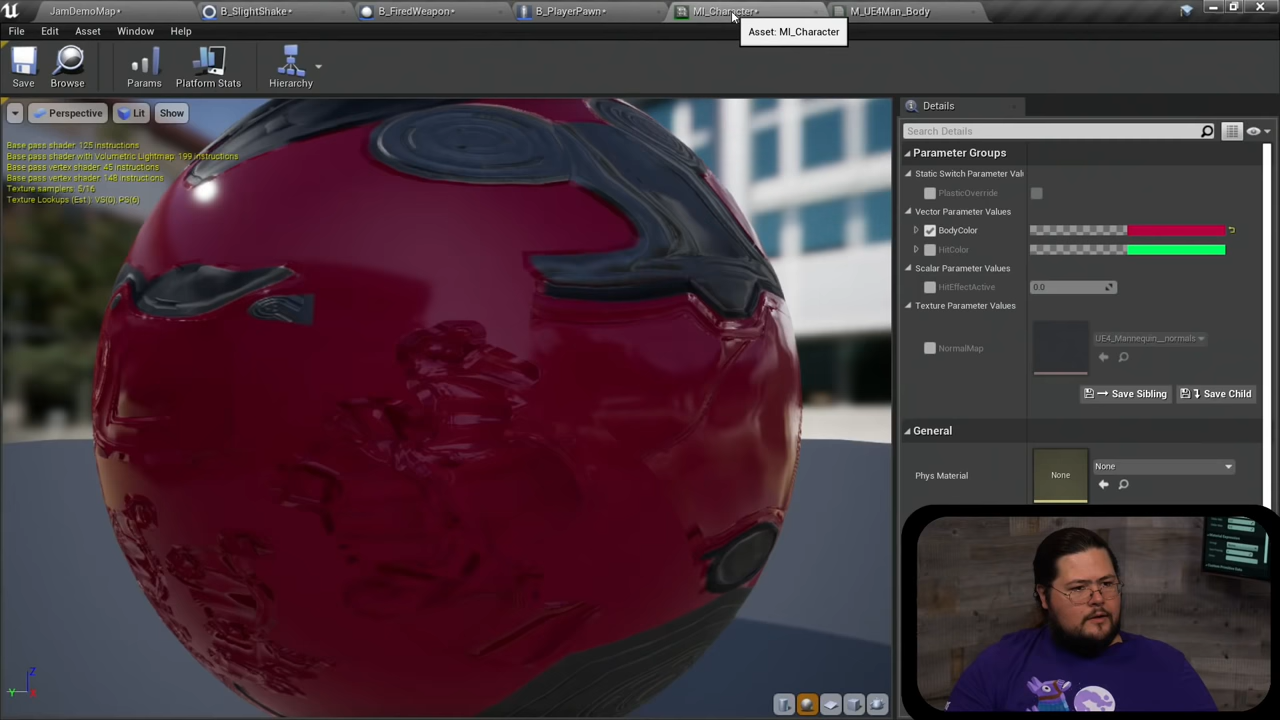 JamDemoMap*
B_SlightShake*
B_FiredWeapon*
B_PlayerPawn*
MI_Character*
M_UE4Man_Body
File
Edit
Asset
Window
Help
Asset: MI_Character
Save
Browse
Params
Platform Stats
Hierarchy
Perspective
Lit
Show
Base pass shader: 125 instructions
Base pass shader with Volumetric Lightmap: 199 instructions
Base pass vertex shader: 45 instructions
Base pass vertex shader: 148 instructions
Texture samplers: 5/16
Texture Lookups (Est.): VS(0), PS(6)
Z
Y
X
Details
Search Details
Parameter Groups
Static Switch Parameter Valu
PlasticOverride
Vector Parameter Values
BodyColor
HitColor
Scalar Parameter Values
HitEffectActive
0.0
Texture Parameter Values
NormalMap
UE4_Mannequin__normals
Save Sibling
Save Child
General
Phys Material
None
None